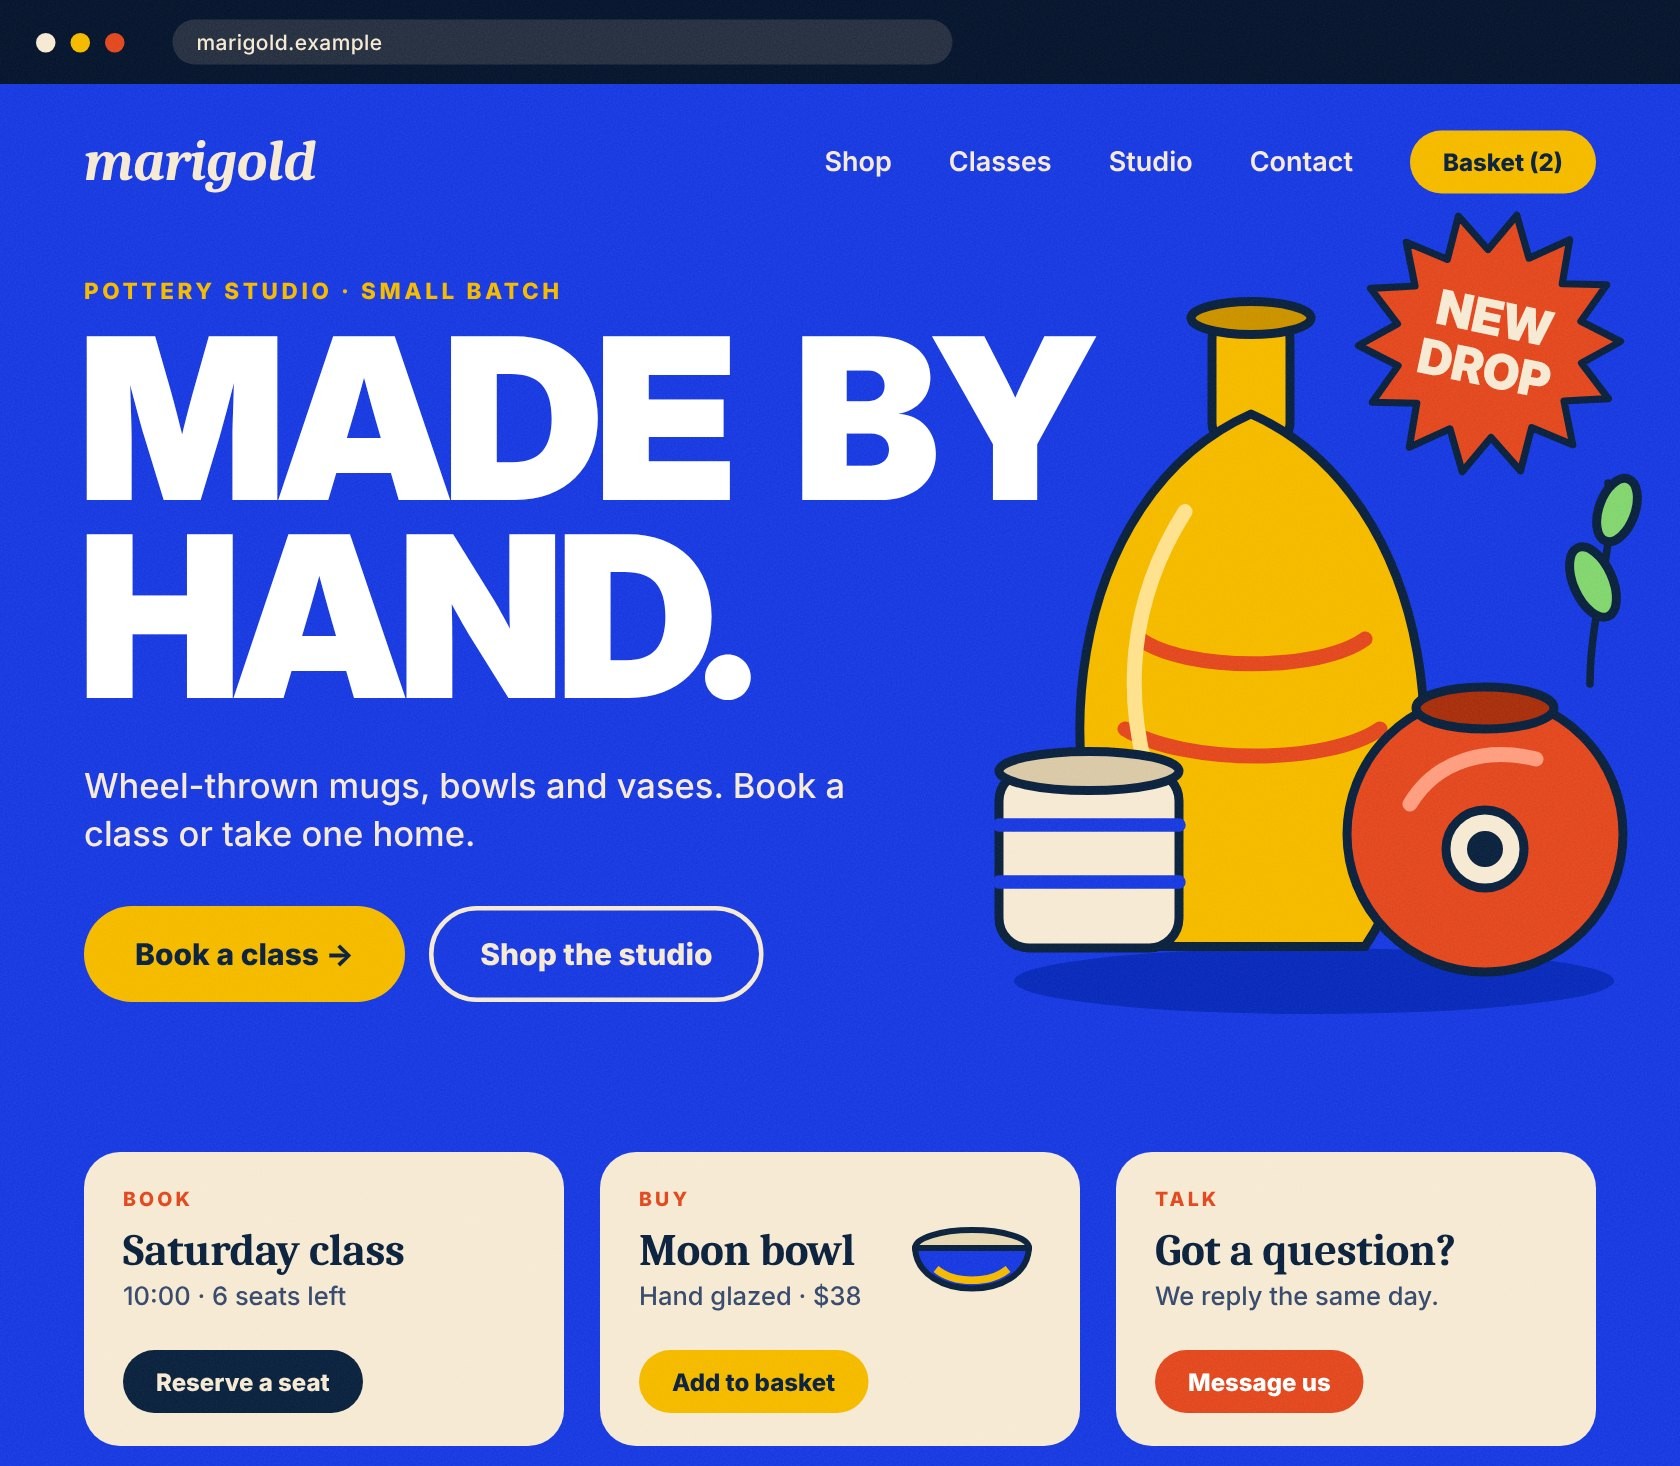 marigold.example
marigold
Shop
Classes
Studio
Contact
Basket (2)
NEW
DROP
POTTERY STUDIO · SMALL BATCH
MADE BY
HAND.
Wheel-thrown mugs, bowls and vases. Book a
class or take one home.
Book a class →
Shop the studio
BOOK
Saturday class
10:00 · 6 seats left
Reserve a seat
BUY
Moon bowl
Hand glazed · $38
Add to basket
TALK
Got a question?
We reply the same day.
Message us